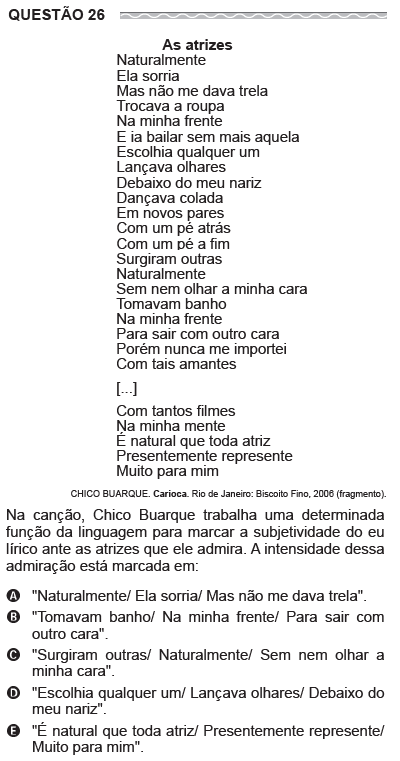 QUESTÃO 26
As atrizes
Naturalmente
Ela sorria
Mas não me dava trela
Trocava a roupa
Na minha frente
E ia bailar sem mais aquela
Escolhia qualquer um
Lançava olhares
Debaixo do meu nariz
Dançava colada
Em novos pares
Com um pé atrás
Com um pé a fim
Surgiram outras
Naturalmente
Sem nem olhar a minha cara
Tomavam banho
Na minha frente
Para sair com outro cara
Porém nunca me importei
Com tais amantes
[...]
Com tantos filmes
Na minha mente
É natural que toda atriz
Presentemente represente
Muito para mim
CHICO BUARQUE. Carioca. Rio de Janeiro: Biscoito Fino, 2006 (fragmento).
Na canção, Chico Buarque trabalha uma determinada
função da linguagem para marcar a subjetividade do eu
lírico ante as atrizes que ele admira. A intensidade dessa
admiração está marcada em:
A "Naturalmente/ Ela sorria/ Mas não me dava trela".
B "Tomavam banho/ Na minha frente/ Para sair com
outro cara".
C "Surgiram outras/ Naturalmente/ Sem nem olhar a
minha cara".
D "Escolhia qualquer um/ Lançava olhares/ Debaixo do
meu nariz".
E "É natural que toda atriz/ Presentemente represente/
Muito para mim".